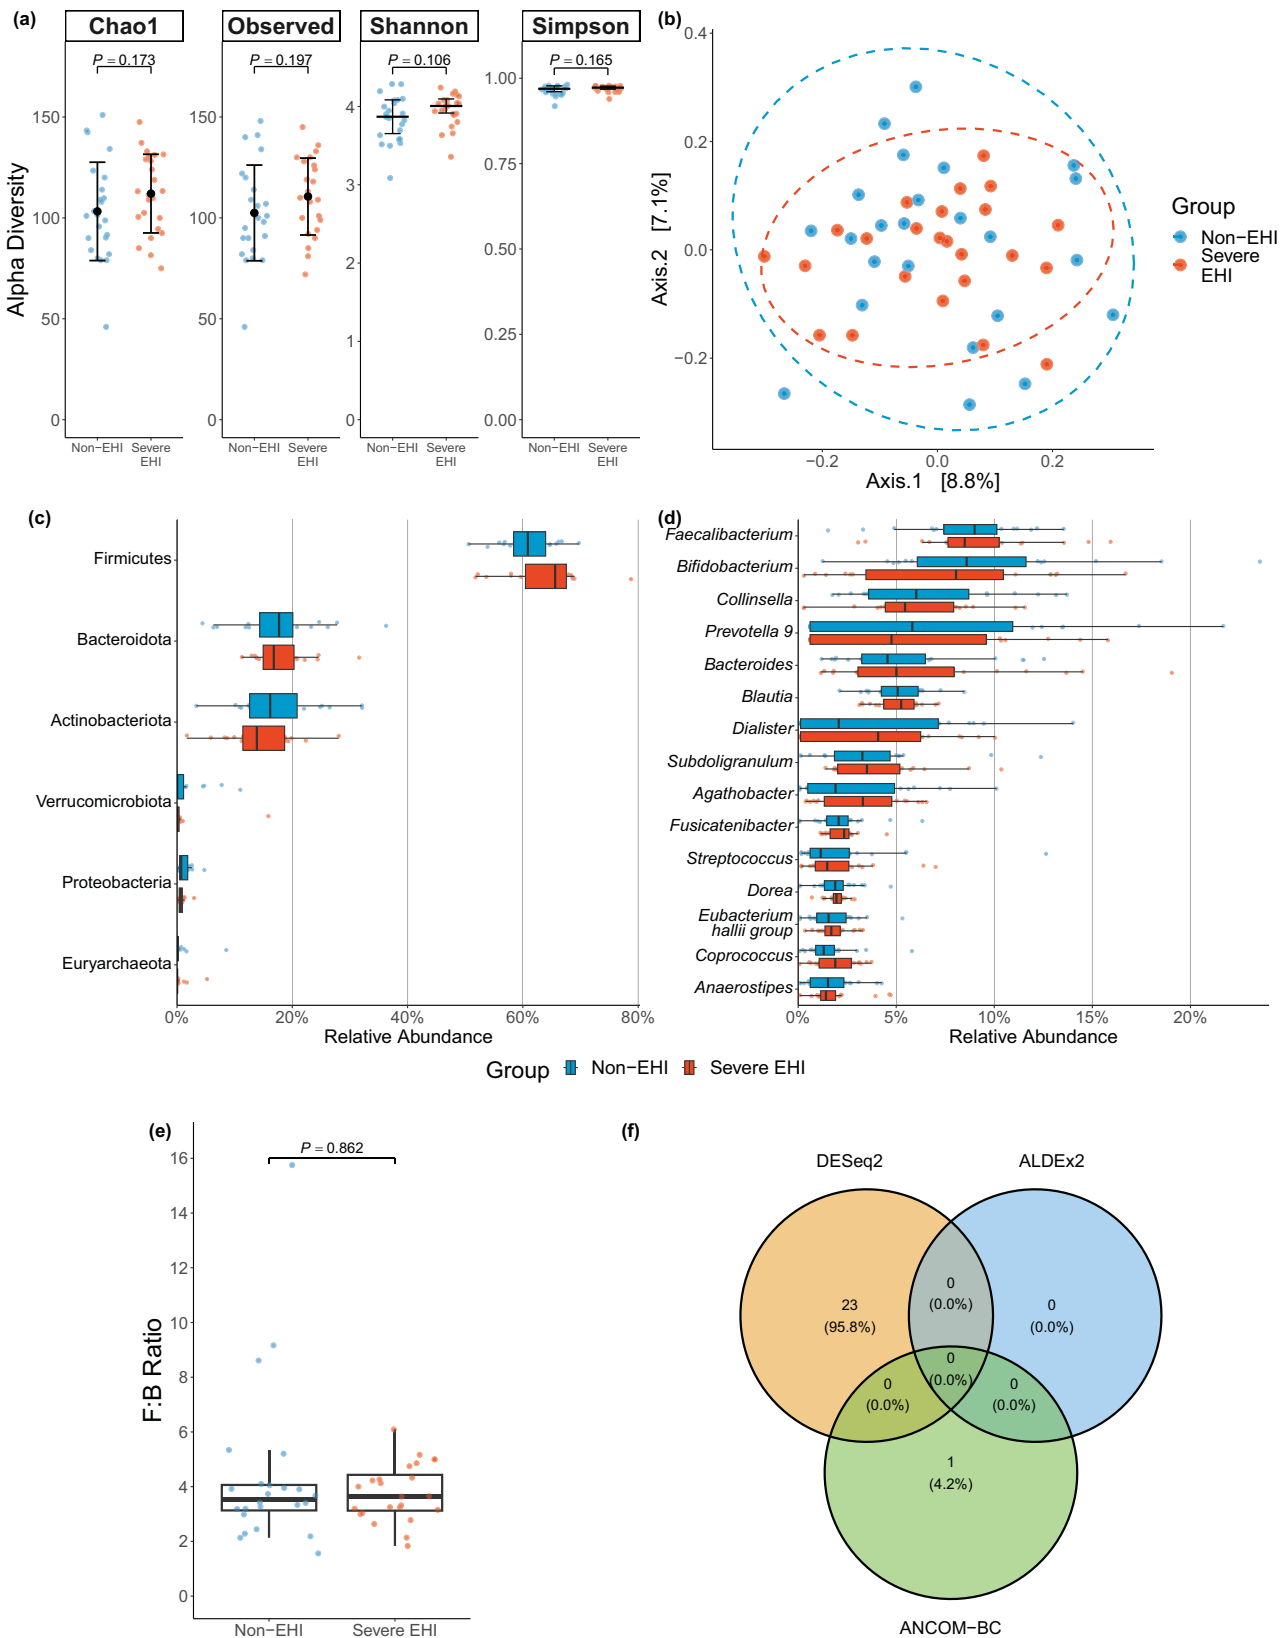 (a)
Chao1
Observed
Shannon
Simpson
P = 0.173
P = 0.197
P = 0.106
P = 0.165
Alpha Diversity
150
100
50
0
150
100
50
0
4
3
2
1
0
1.00
0.75
0.50
0.25
0.00
Non−EHI
Severe
EHI
Non−EHI
Severe
EHI
Non−EHI
Severe
EHI
Non−EHI
Severe
EHI
(b)
0.4
0.2
0.0
−0.2
Axis.2 [7.1%]
−0.2
0.0
0.2
Axis.1 [8.8%]
Group
Non−EHI
Severe
EHI
(c)
Firmicutes
Bacteroidota
Actinobacteriota
Verrucomicrobiota
Proteobacteria
Euryarchaeota
0%
20%
40%
60%
80%
Relative Abundance
(d)
Faecalibacterium
Bifidobacterium
Collinsella
Prevotella 9
Bacteroides
Blautia
Dialister
Subdoligranulum
Agathobacter
Fusicatenibacter
Streptococcus
Dorea
Eubacterium
hallii group
Coprococcus
Anaerostipes
0%
5%
10%
15%
20%
Relative Abundance
Group
Non−EHI
Severe EHI
(e)
P = 0.862
F:B Ratio
16
14
12
10
8
6
4
2
0
Non−EHI
Severe EHI
(f)
DESeq2
ALDEx2
23
(95.8%)
0
(0.0%)
0
(0.0%)
0
(0.0%)
0
(0.0%)
0
(0.0%)
1
(4.2%)
ANCOM−BC